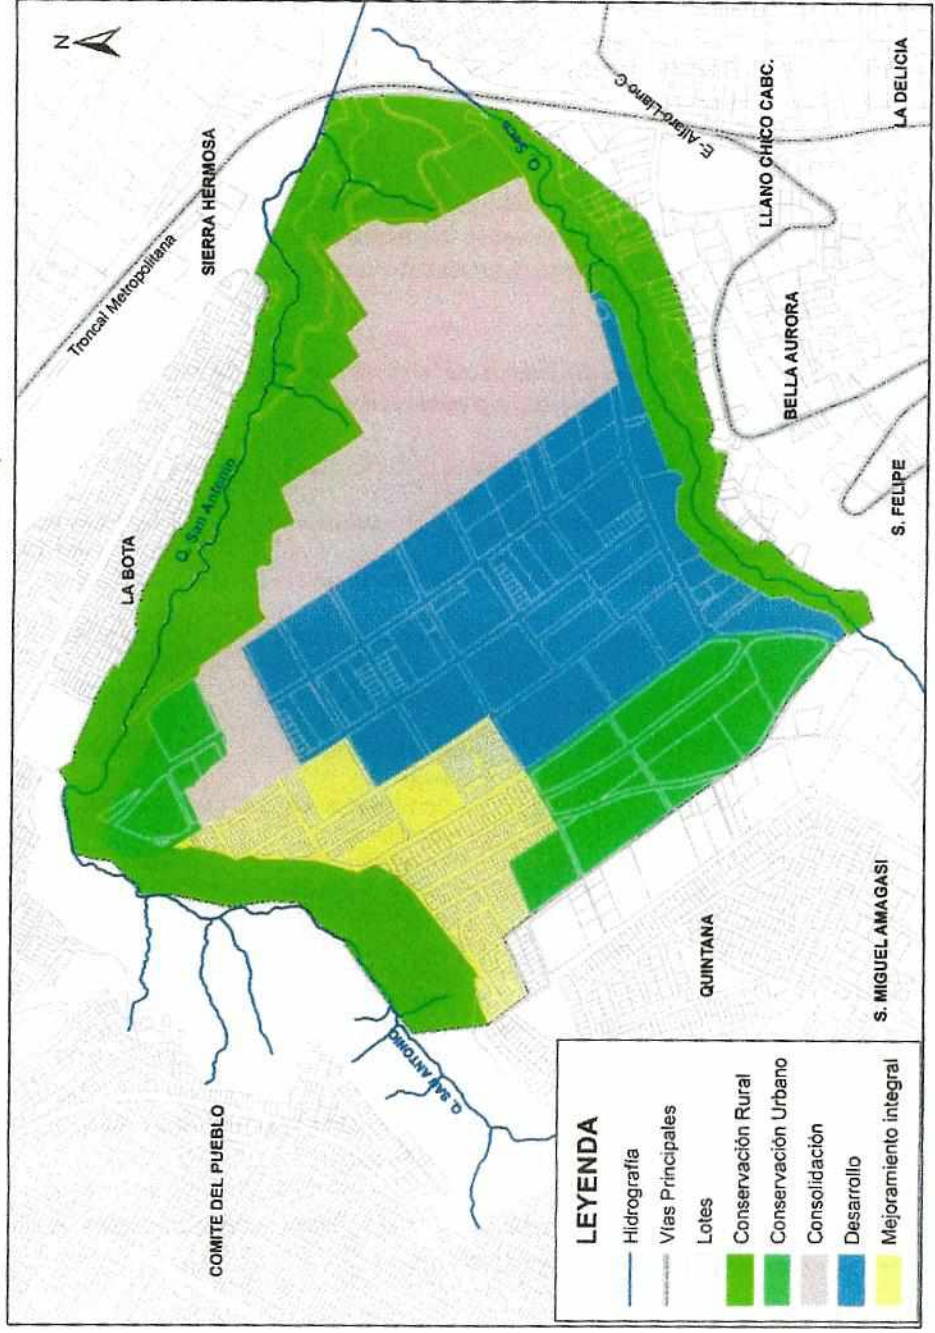 N
Troncal Metropolitana
SIERRA HERMOSA
LA BOTA
Q. San Antonio
Q. Seca
E- Alfaro-Llano C
LLANO CHICO CABC.
LA DELICIA
BELLA AURORA
S. FELIPE
COMITE DEL PUEBLO
Q. SAN ANTONIO
QUINTANA
S. MIGUEL AMAGASI
LEYENDA
Hidrografía
Vías Principales
Lotes
Conservación Rural
Conservación Urbano
Consolidación
Desarrollo
Mejoramiento integral